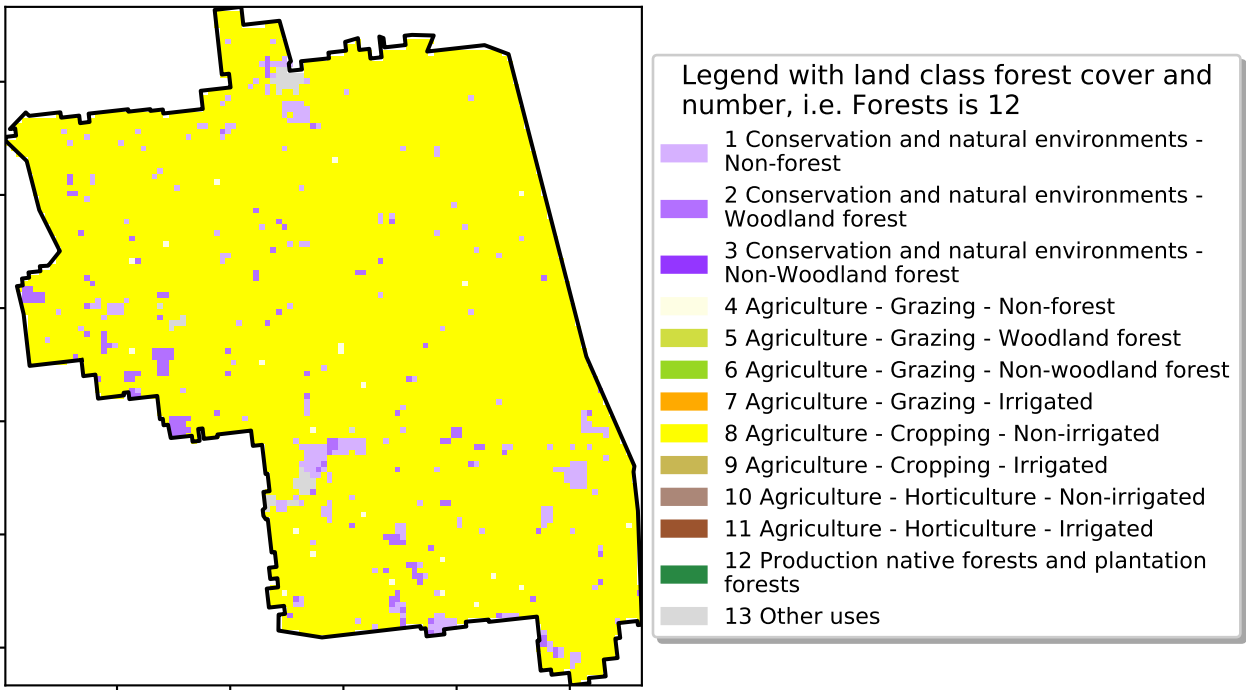 Legend with land class forest cover and
number, i.e. Forests is 12
1 Conservation and natural environments -
Non-forest
2 Conservation and natural environments -
Woodland forest
3 Conservation and natural environments -
Non-Woodland forest
4 Agriculture - Grazing - Non-forest
5 Agriculture - Grazing - Woodland forest
6 Agriculture - Grazing - Non-woodland forest
7 Agriculture - Grazing - Irrigated
8 Agriculture - Cropping - Non-irrigated
9 Agriculture - Cropping - Irrigated
10 Agriculture - Horticulture - Non-irrigated
11 Agriculture - Horticulture - Irrigated
12 Production native forests and plantation
forests
13 Other uses